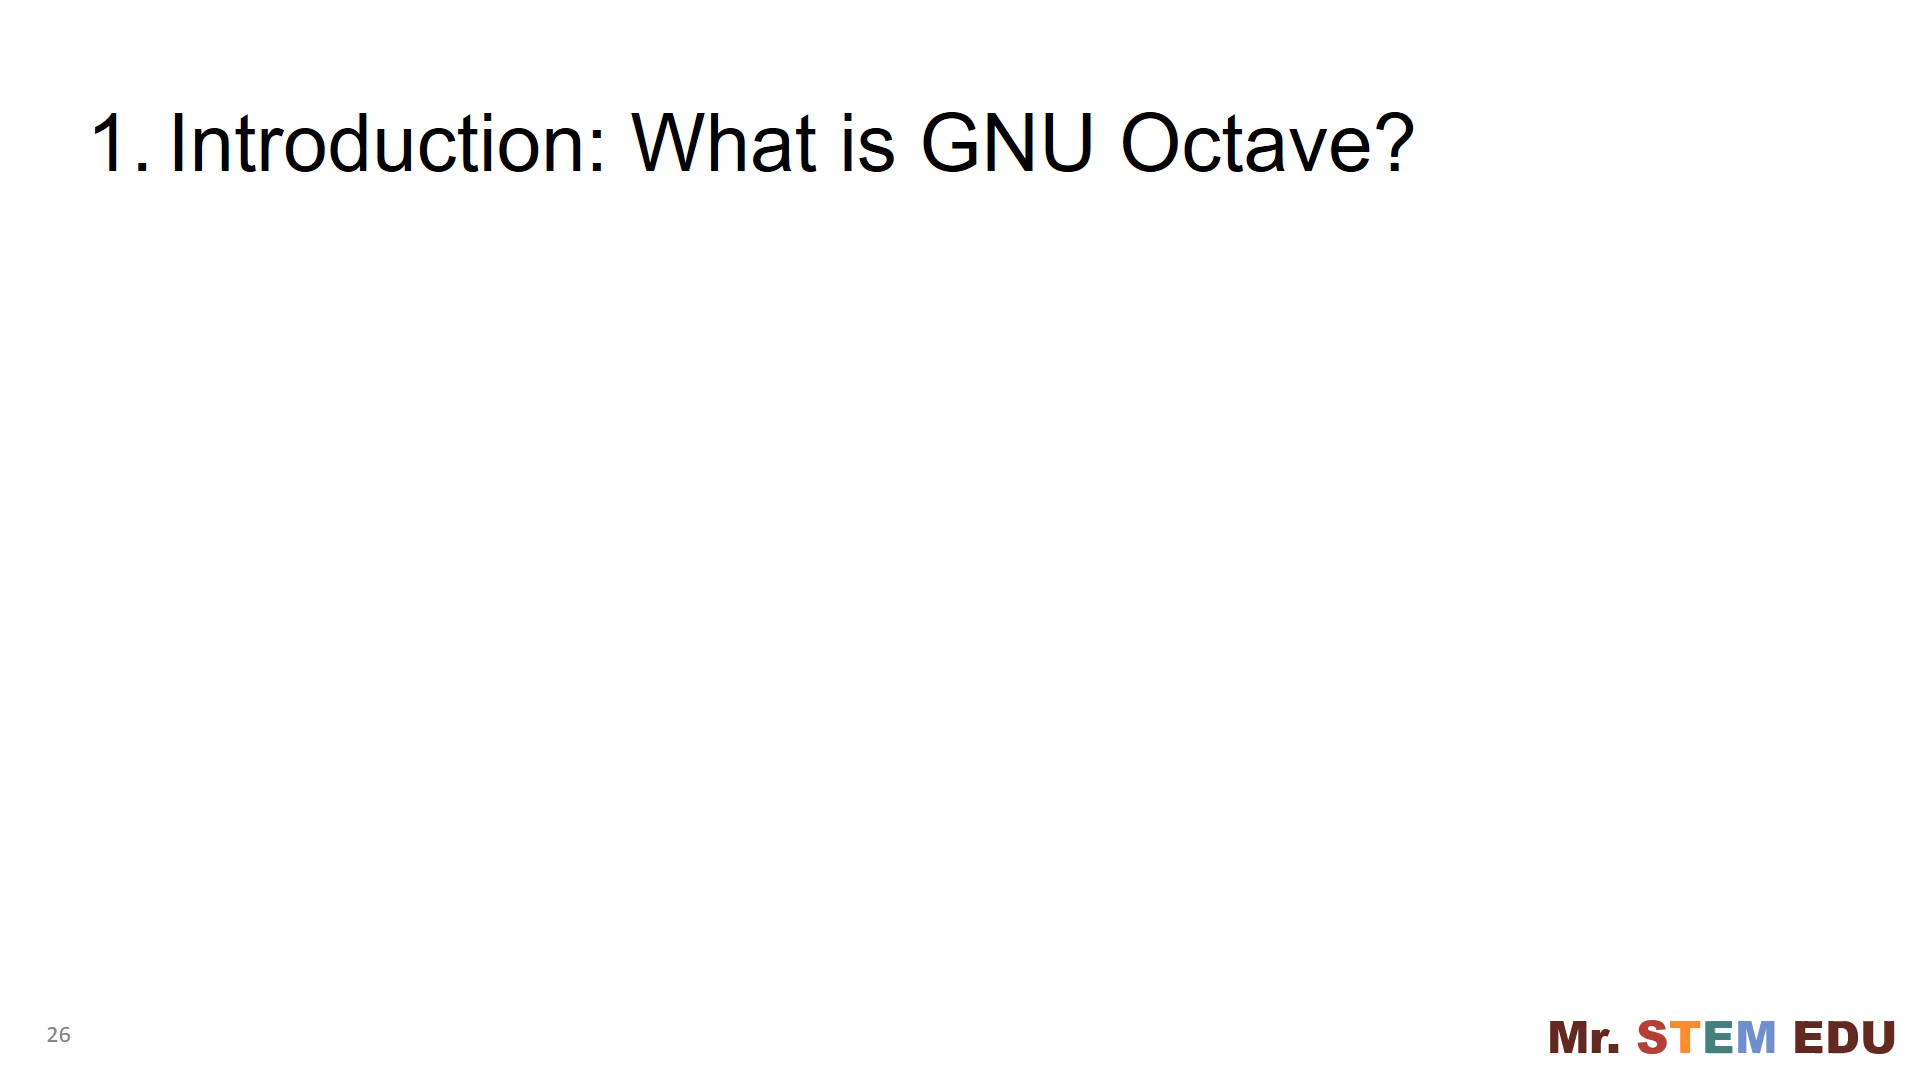 1. Introduction: What is GNU Octave?
26
Mr. STEM EDU